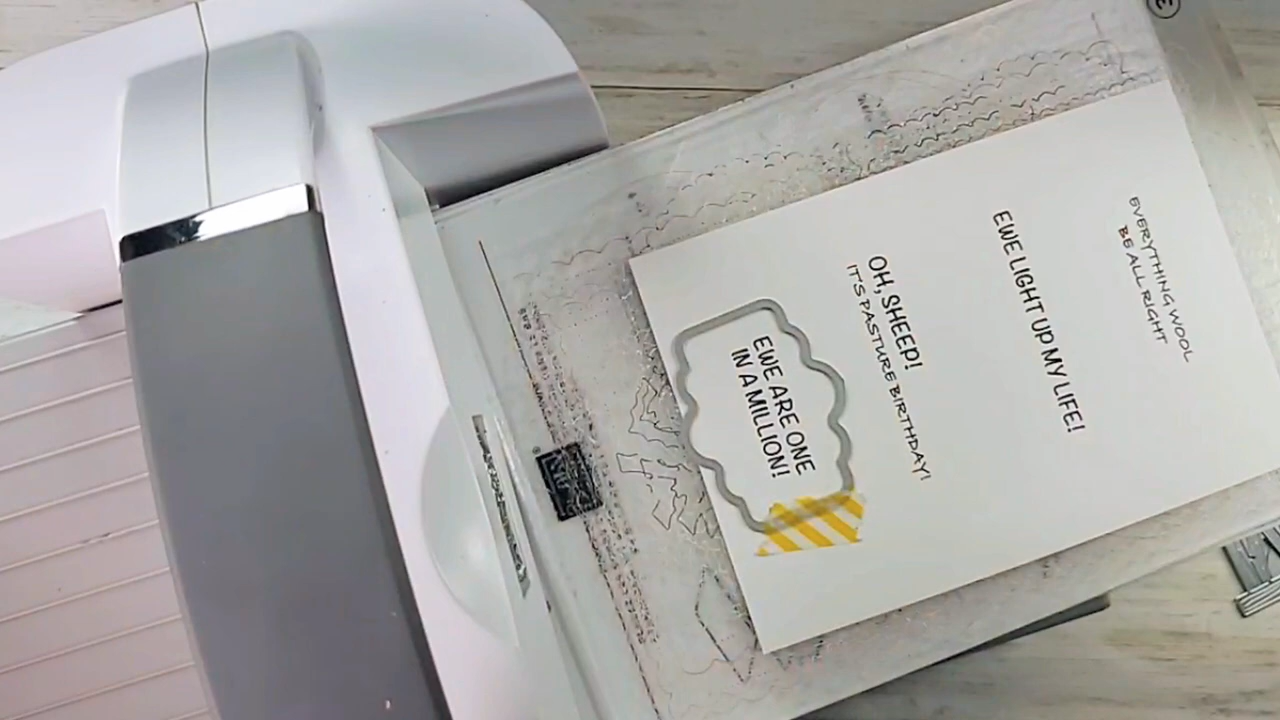 EWE ARE ONE
IN A MILLION!
OH, SHEEP!
IT'S PASTURE BIRTHDAY!
EWE LIGHT UP MY LIFE!
EVERYTHING WOOL
BE ALL RIGHT
3